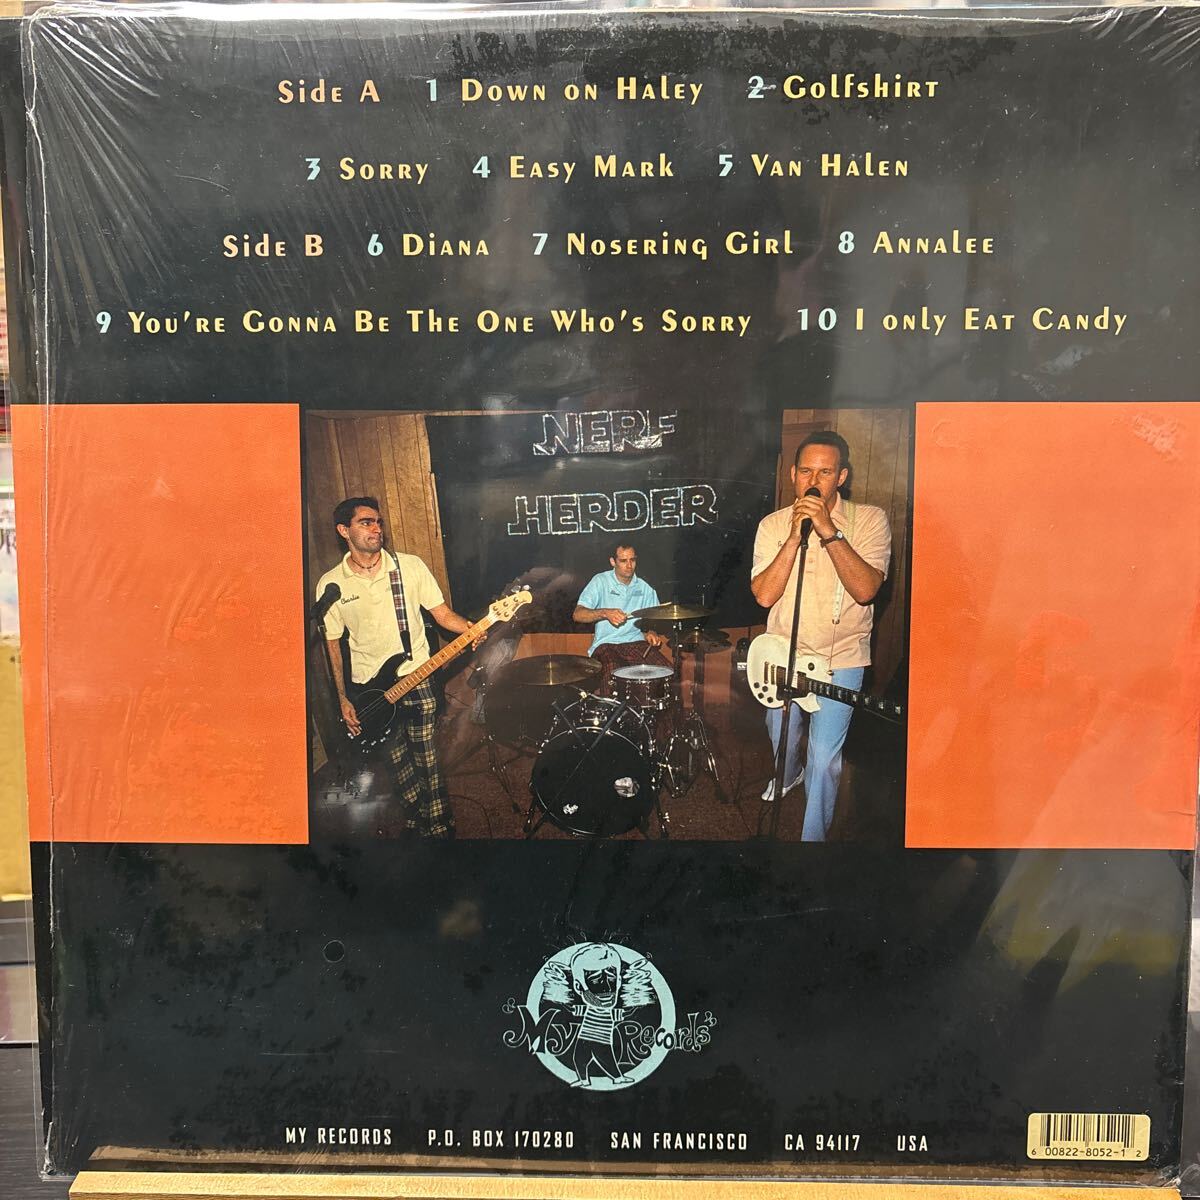 Side A 1 Down on Haley 2 Golfshirt
3 Sorry 4 Easy Mark 5 Van Halen
Side B 6 Diana 7 Nosering Girl 8 Annalee
9 You're Gonna Be The One Who's Sorry 10 I only Eat Candy
NERF
HERDER
Charlie
"My Records"
MY RECORDS P.O. BOX 170280 SAN FRANCISCO CA 94117 USA
6 00822-8052-1 2